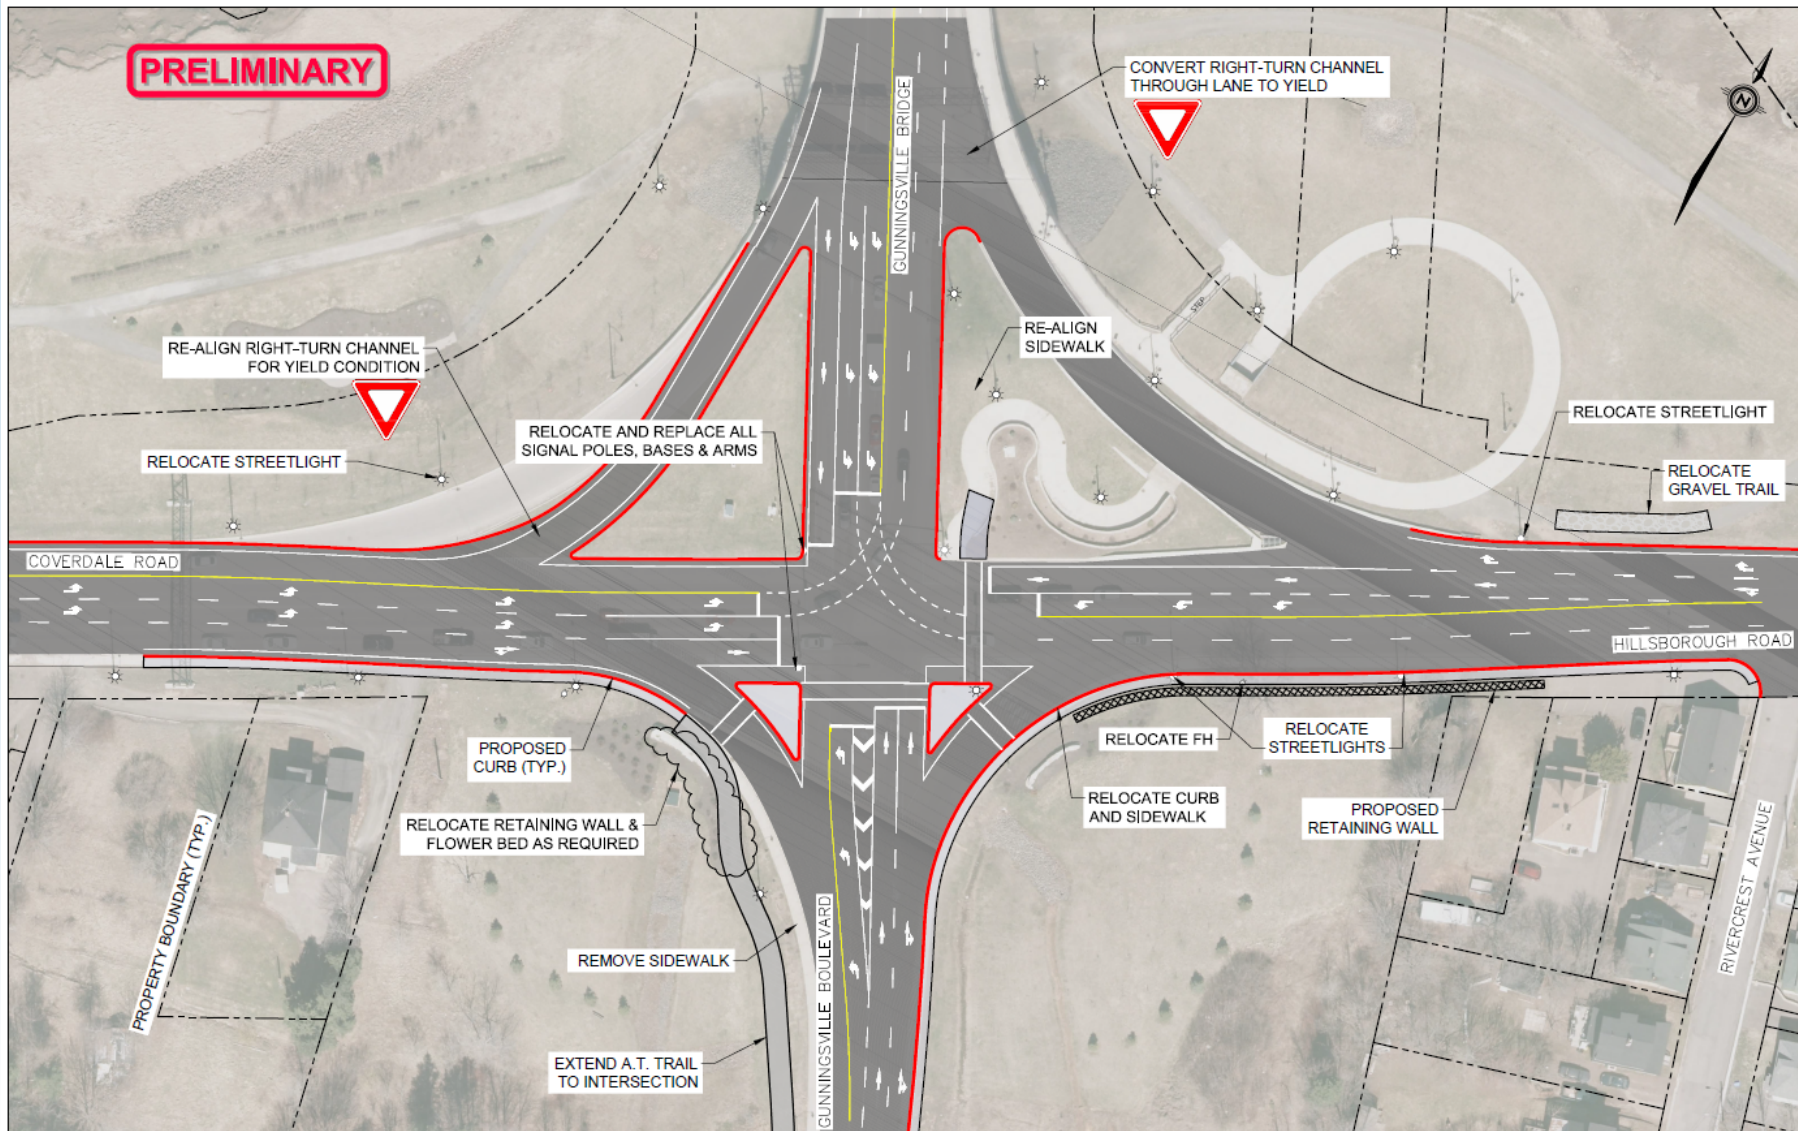 PRELIMINARY
CONVERT RIGHT-TURN CHANNEL
THROUGH LANE TO YIELD
N
GUNNINGSVILLE BRIDGE
STEP
RE-ALIGN
SIDEWALK
RE-ALIGN RIGHT-TURN CHANNEL
FOR YIELD CONDITION
RELOCATE STREETLIGHT
RELOCATE AND REPLACE ALL
SIGNAL POLES, BASES & ARMS
RELOCATE STREETLIGHT
RELOCATE
GRAVEL TRAIL
COVERDALE ROAD
HILLSBOROUGH ROAD
PROPOSED
CURB (TYP.)
RELOCATE FH
RELOCATE
STREETLIGHTS
RELOCATE CURB
AND SIDEWALK
PROPOSED
RETAINING WALL
RELOCATE RETAINING WALL &
FLOWER BED AS REQUIRED
PROPERTY BOUNDARY (TYP.)
REMOVE SIDEWALK
GUNNINGSVILLE BOULEVARD
RIVERCREST AVENUE
EXTEND A.T. TRAIL
TO INTERSECTION